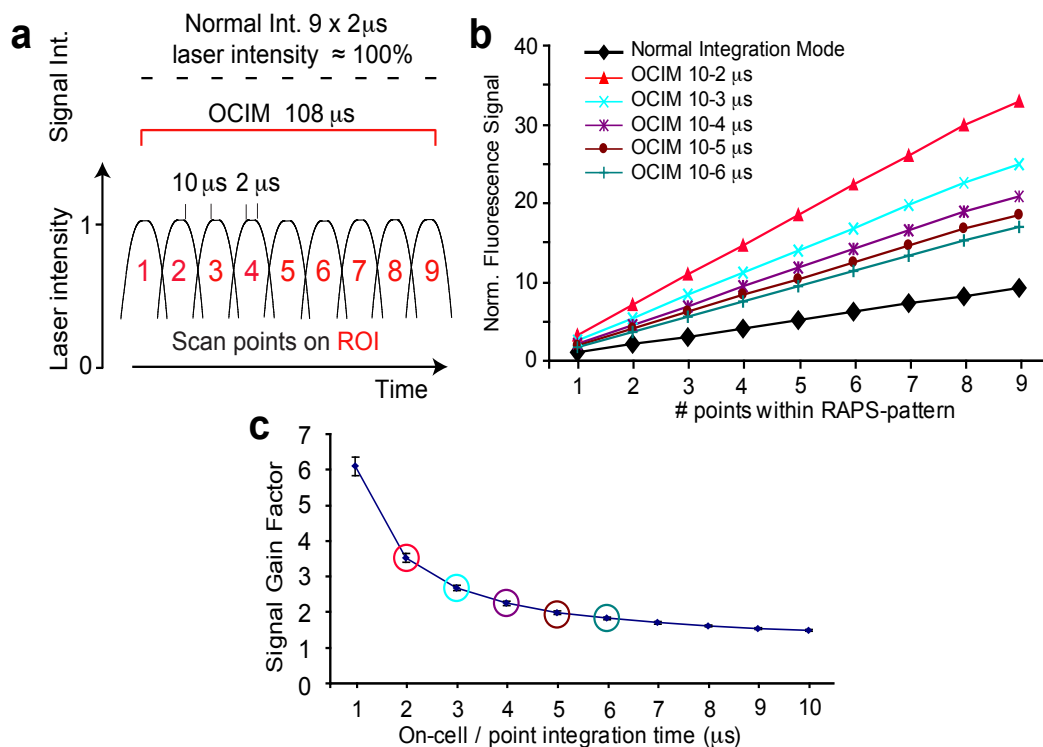 a
Signal Int.
Normal Int. 9 x 2μs
laser intensity ≈ 100%
OCIM 108 μs
10 μs 2 μs
Laser intensity
1
0
1 2 3 4 5 6 7 8 9
Scan points on ROI
Time
b
Norm. Fluorescence Signal
40
30
20
10
0
Normal Integration Mode
OCIM 10-2 μs
OCIM 10-3 μs
OCIM 10-4 μs
OCIM 10-5 μs
OCIM 10-6 μs
1 2 3 4 5 6 7 8 9
# points within RAPS-pattern
c
Signal Gain Factor
7
6
5
4
3
2
1
0
1 2 3 4 5 6 7 8 9 10
On-cell / point integration time (μs)